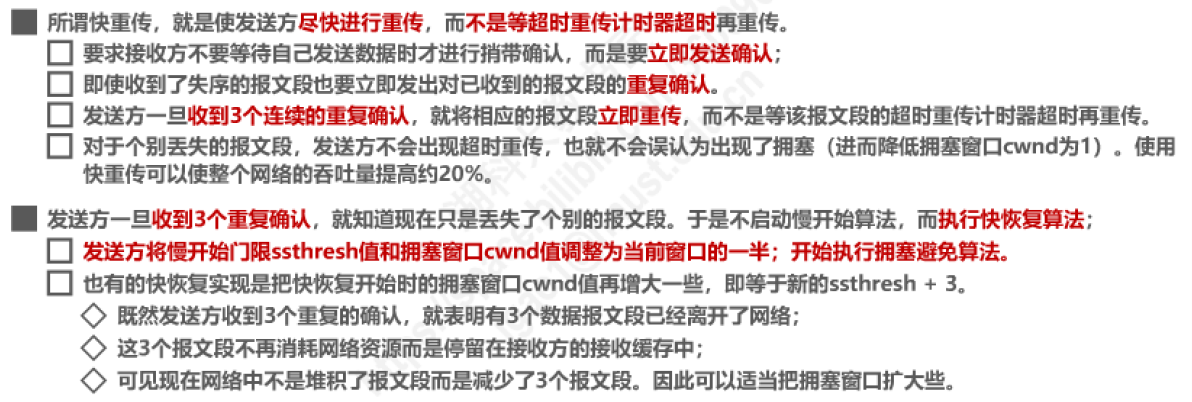 所谓快重传，就是使发送方尽快进行重传，而不是等超时重传计时器超时再重传。
要求接收方不要等待自己发送数据时才进行捎带确认，而是要立即发送确认；
即使收到了失序的报文段也要立即发出对已收到的报文段的重复确认。
发送方一旦收到3个连续的重复确认，就将相应的报文段立即重传，而不是等该报文段的超时重传计时器超时再重传。
对于个别丢失的报文段，发送方不会出现超时重传，也就不会误认为出现了拥塞（进而降低拥塞窗口cwnd为1）。使用
快重传可以使整个网络的吞吐量提高约20%。
发送方一旦收到3个重复确认，就知道现在只是丢失了个别的报文段。于是不启动慢开始算法，而执行快恢复算法；
发送方将慢开始门限ssthresh值和拥塞窗口cwnd值调整为当前窗口的一半；开始执行拥塞避免算法。
也有的快恢复实现是把快恢复开始时的拥塞窗口cwnd值再增大一些，即等于新的ssthresh + 3。
既然发送方收到3个重复的确认，就表明有3个数据报文段已经离开了网络；
这3个报文段不再消耗网络资源而是停留在接收方的接收缓存中；
可见现在网络中不是堆积了报文段而是减少了3个报文段。因此可以适当把拥塞窗口扩大些。